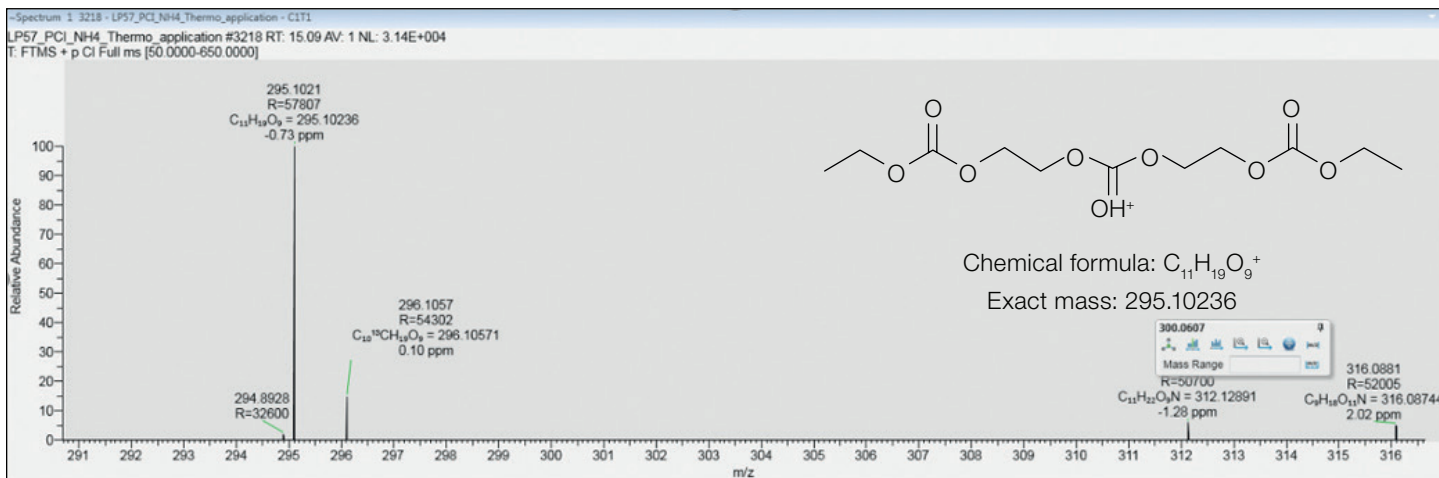 Spectrum 1 3218 - LP57_PCI_NH4_Thermo_application - C1T1
LP57_PCI_NH4_Thermo_application #3218 RT: 15.09 AV: 1 NL: 3.14E+004
T: FTMS + p CI Full ms [50.0000-650.0000]
295.1021
R=57807
C₁₁H₁₉O₉ = 295.10236
-0.73 ppm
100
90
80
70
60
50
40
30
20
10
0
Relative Abundance
294.8928
R=32600
296.1057
R=54302
C₁₀¹³CH₁₉O₉ = 296.10571
0.10 ppm
O O
O O O O O O
OH⁺
Chemical formula: C₁₁H₁₉O₉⁺
Exact mass: 295.10236
300.0607
Mass Range
R=50700
C₁₁H₂₂O₉N = 312.12891
-1.28 ppm
316.0881
R=52005
C₉H₁₈O₁₁N = 316.08744
2.02 ppm
291 292 293 294 295 296 297 298 299 300 301 302 303 304 305 306 307 308 309 310 311 312 313 314 315 316
m/z